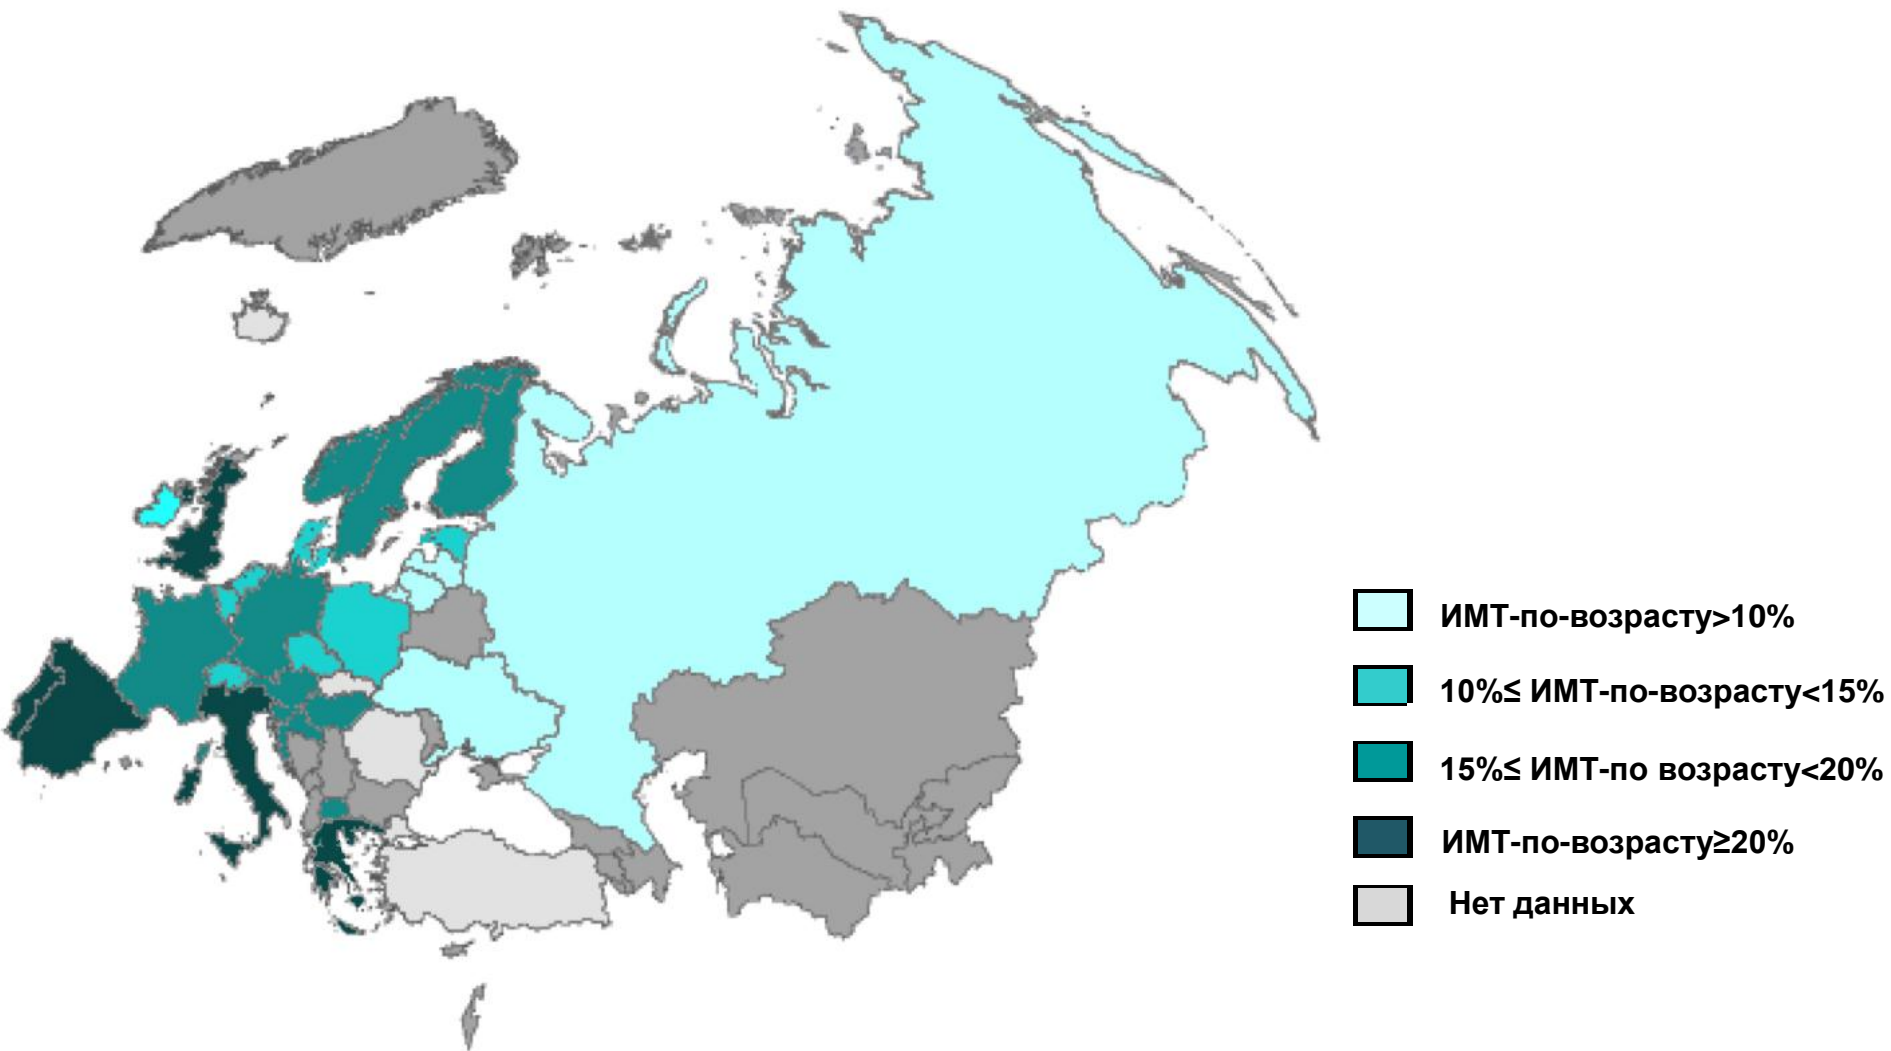 ИМТ-по-возрасту>10%
10%≤ ИМТ-по-возрасту<15%
15%≤ ИМТ-по возрасту<20%
ИМТ-по-возрасту≥20%
Нет данных